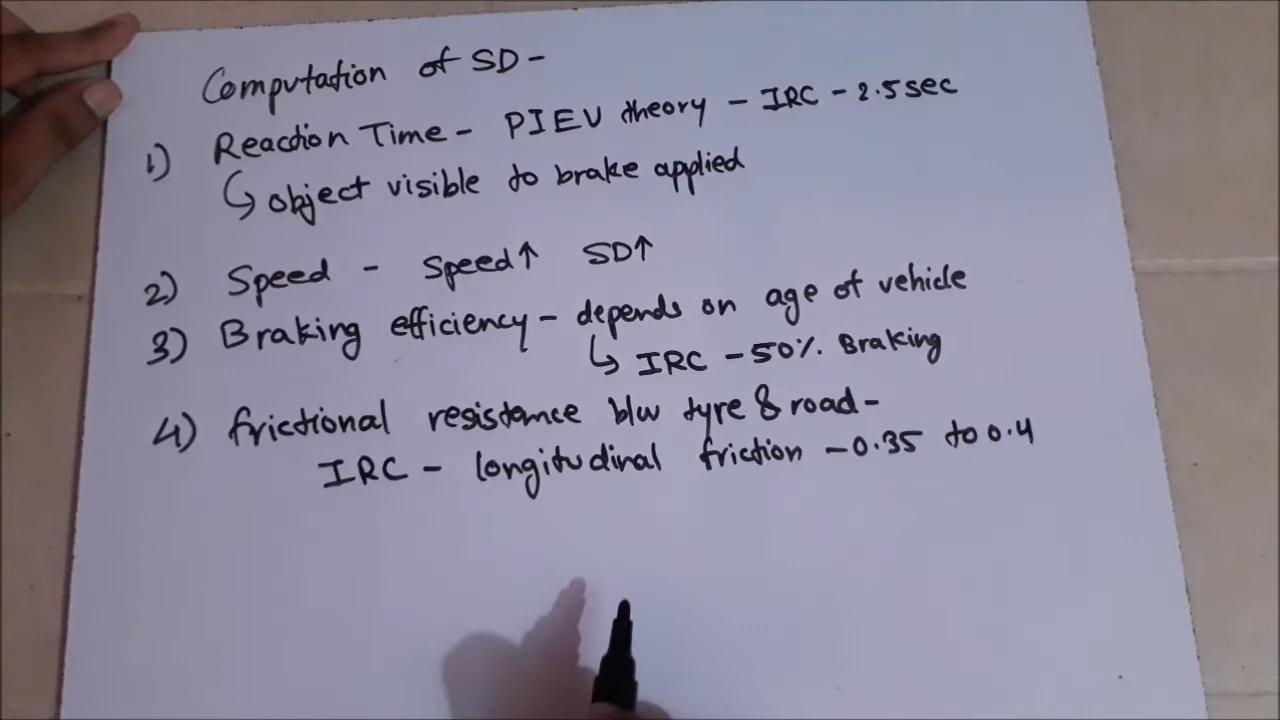 Computation of SD -
1) Reaction Time - PIEV theory - IRC - 2.5 sec
↳ object visible to brake applied
2) Speed - Speed↑ SD↑
3) Braking efficiency - depends on age of vehicle
↳ IRC - 50% Braking
4) frictional resistance b/w tyre & road -
IRC - longitudinal friction - 0.35 to 0.4